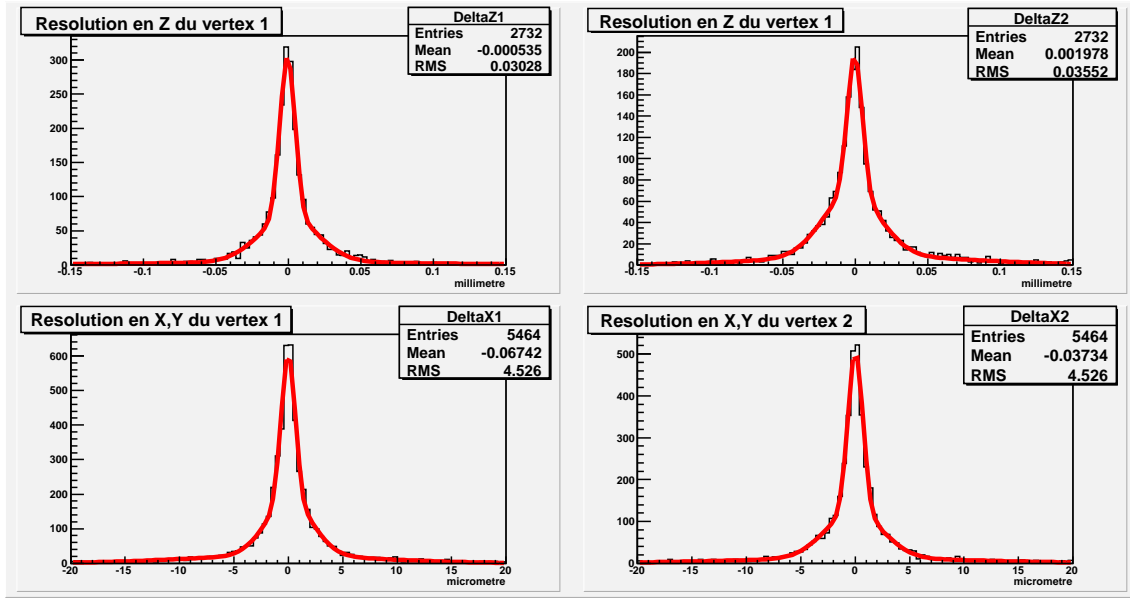 Resolution en Z du vertex 1
DeltaZ1
Entries 2732
Mean -0.000535
RMS 0.03028
300
250
200
150
100
50
0
-0.15 -0.1 -0.05 0 0.05 0.1 0.15
millimetre
Resolution en Z du vertex 1
DeltaZ2
Entries 2732
Mean 0.001978
RMS 0.03552
200
180
160
140
120
100
80
60
40
20
0
-0.15 -0.1 -0.05 0 0.05 0.1 0.15
millimetre
Resolution en X,Y du vertex 1
DeltaX1
Entries 5464
Mean -0.06742
RMS 4.526
600
500
400
300
200
100
0
-20 -15 -10 -5 0 5 10 15 20
micrometre
Resolution en X,Y du vertex 2
DeltaX2
Entries 5464
Mean -0.03734
RMS 4.526
500
400
300
200
100
0
-20 -15 -10 -5 0 5 10 15 20
micrometre